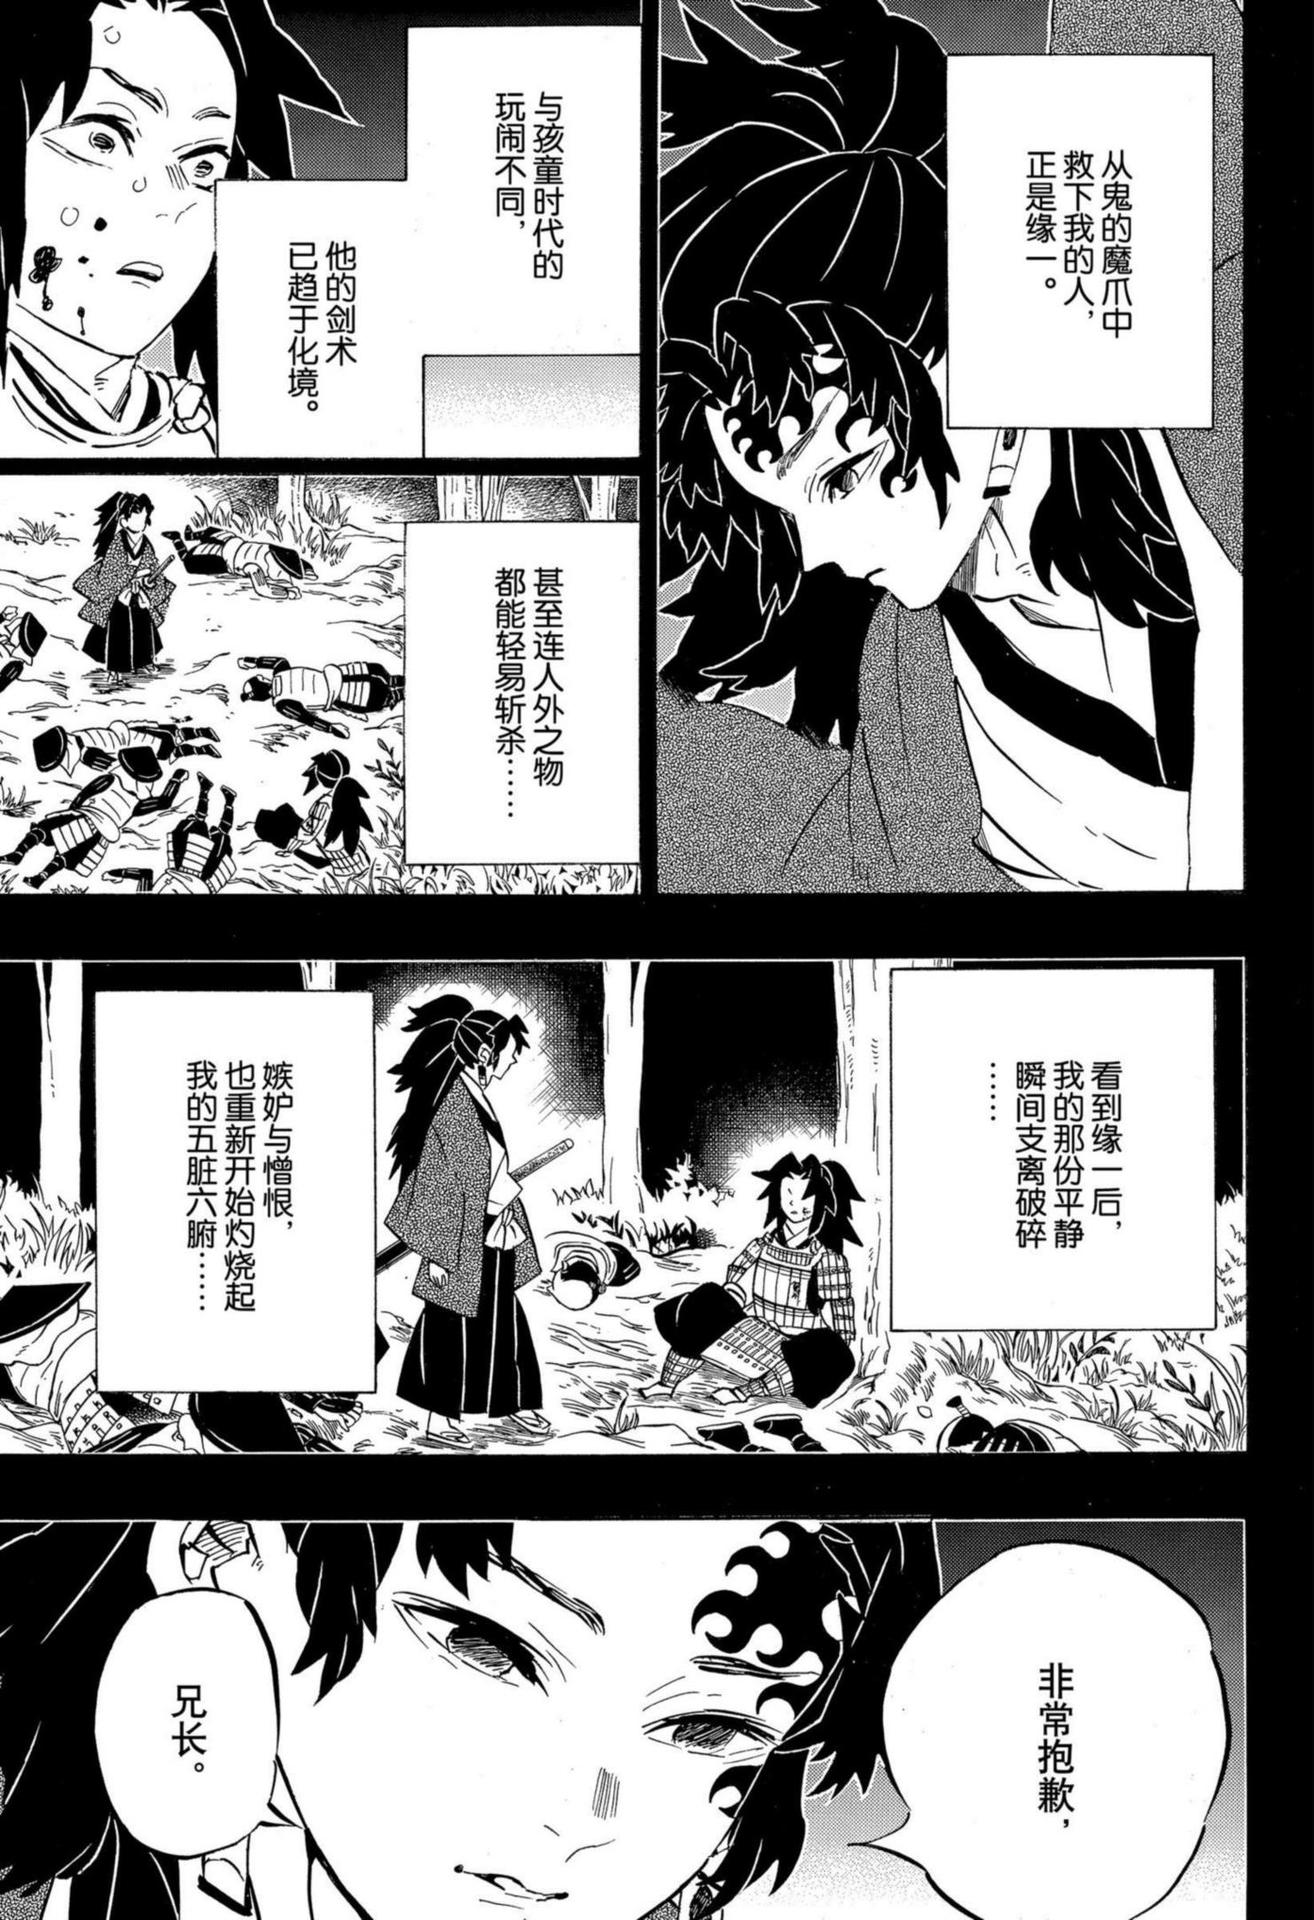 从鬼的魔爪中
救下我的人，
正是缘一。
与孩童时代的
玩闹不同，
他的剑术
已趋于化境。
甚至连人外之物
都能轻易斩杀……
看到缘一后，
我的那份平静
瞬间支离破碎
……
嫉妒与憎恨，
也重新开始灼烧起
我的五脏六腑……
非常抱歉，
兄长。